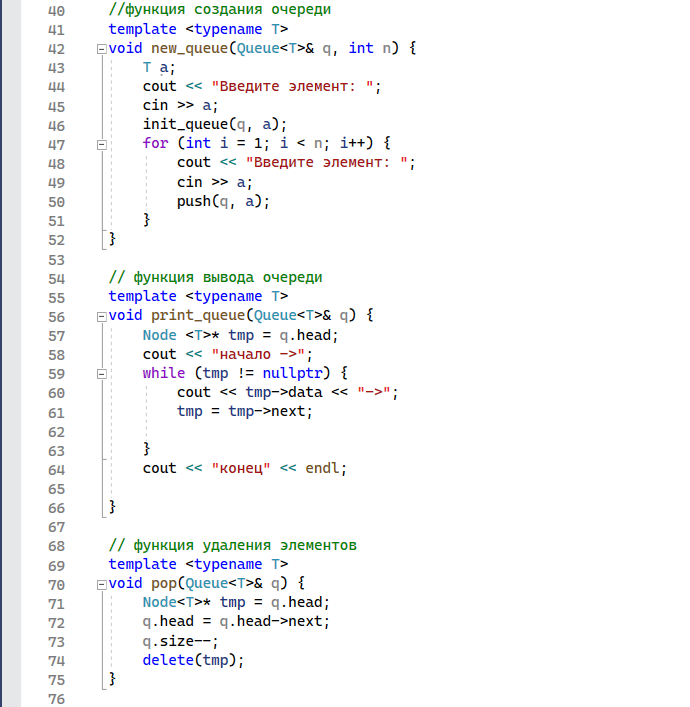 40 //функция создания очереди
41 template <typename T>
42 void new_queue(Queue<T>& q, int n) {
43     T a;
44     cout << "Введите элемент: ";
45     cin >> a;
46     init_queue(q, a);
47     for (int i = 1; i < n; i++) {
48         cout << "Введите элемент: ";
49         cin >> a;
50         push(q, a);
51     }
52 }
53
54 // функция вывода очереди
55 template <typename T>
56 void print_queue(Queue<T>& q) {
57     Node <T>* tmp = q.head;
58     cout << "начало ->";
59     while (tmp != nullptr) {
60         cout << tmp->data << "->";
61         tmp = tmp->next;
62
63     }
64     cout << "конец" << endl;
65
66 }
67
68 // функция удаления элементов
69 template <typename T>
70 void pop(Queue<T>& q) {
71     Node<T>* tmp = q.head;
72     q.head = q.head->next;
73     q.size--;
74     delete(tmp);
75 }
76